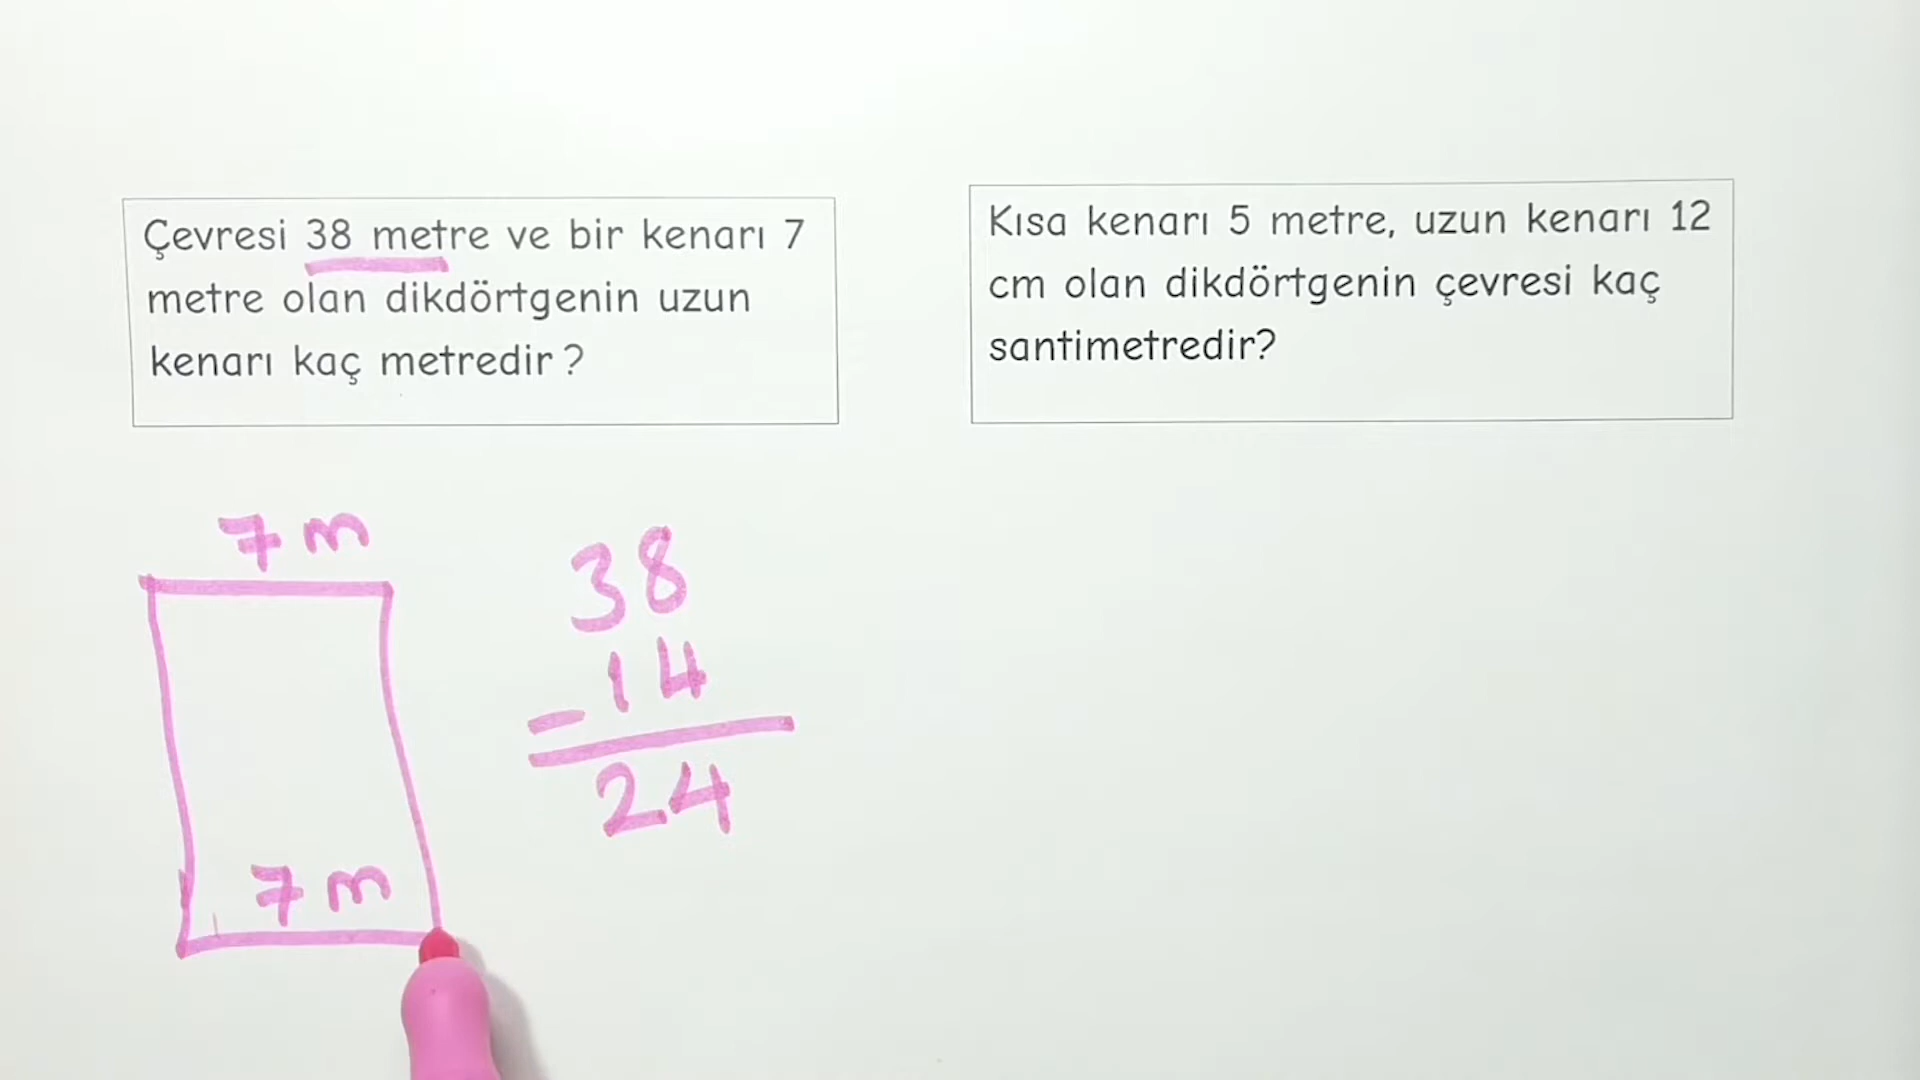 Çevresi 38 metre ve bir kenarı 7
metre olan dikdörtgenin uzun
kenarı kaç metredir ?
Kısa kenarı 5 metre, uzun kenarı 12
cm olan dikdörtgenin çevresi kaç
santimetredir?
7 m
7 m
38
- 14
24